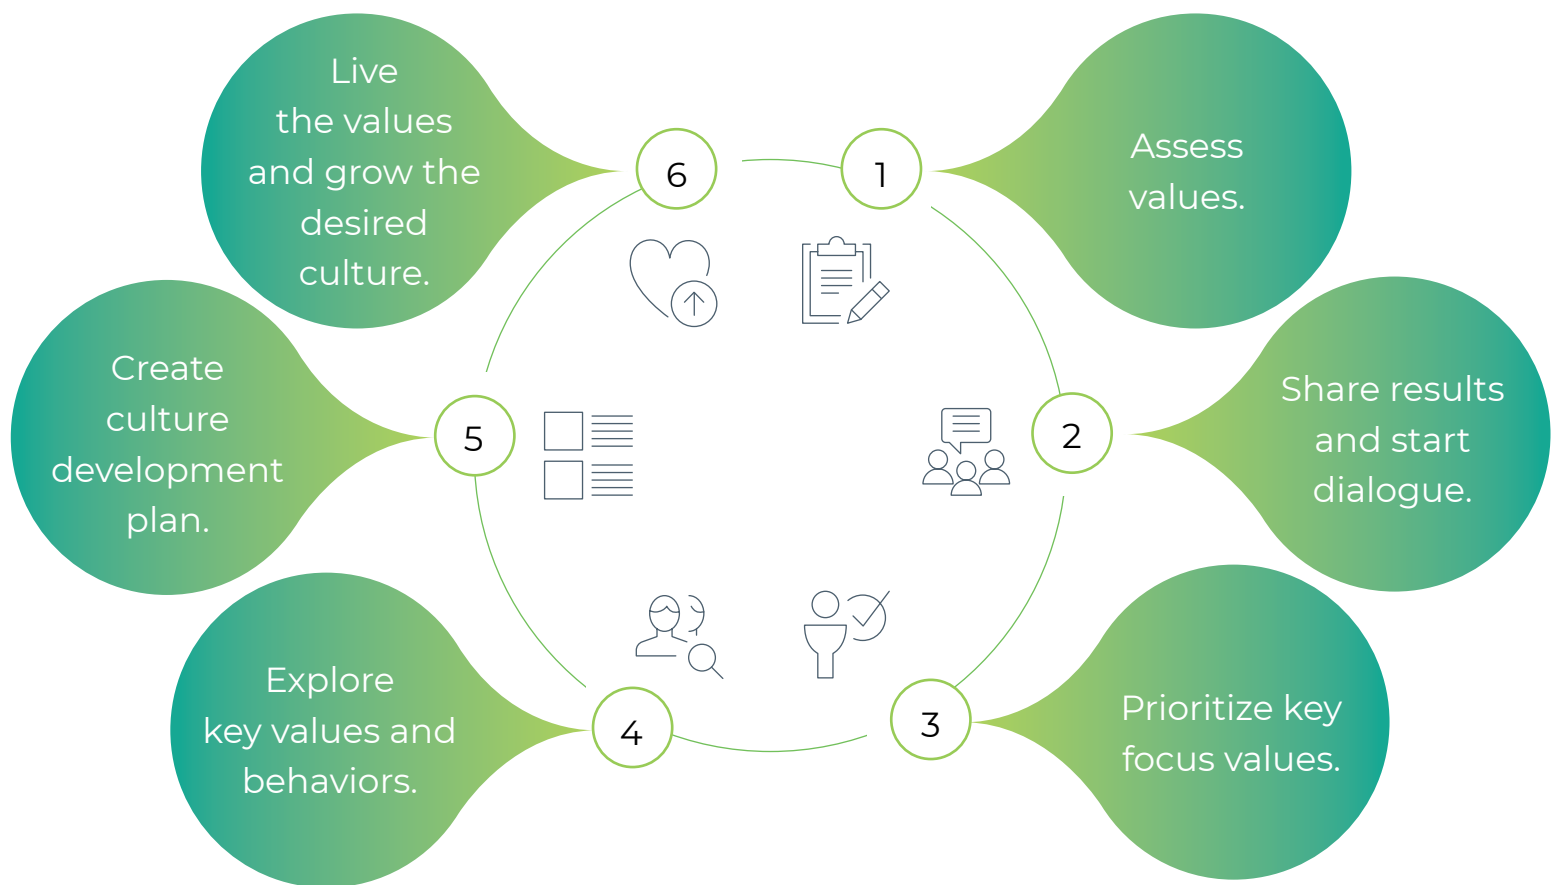 1
Assess
values.
2
Share results
and start
dialogue.
3
Prioritize key
focus values.
4
Explore
key values and
behaviors.
5
Create
culture
development
plan.
6
Live
the values
and grow the
desired
culture.